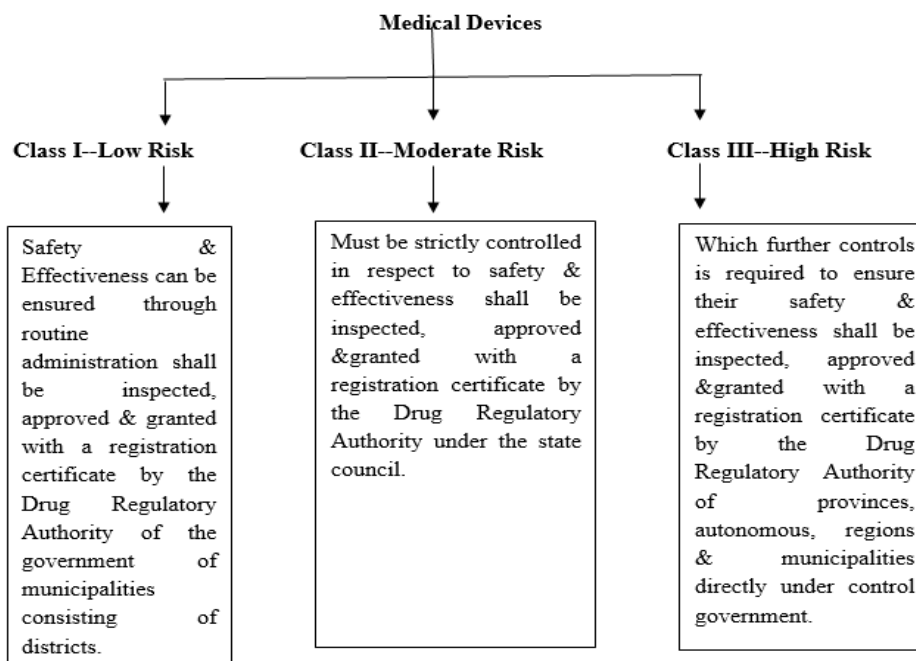 Medical Devices
Class I--Low Risk
Class II--Moderate Risk
Class III--High Risk
Safety &
Effectiveness can be
ensured through
routine
administration shall
be inspected,
approved & granted
with a registration
certificate by the
Drug Regulatory
Authority of the
government of
municipalities
consisting of
districts.
Must be strictly controlled
in respect to safety &
effectiveness shall be
inspected, approved
&granted with a
registration certificate by
the Drug Regulatory
Authority under the state
council.
Which further controls
is required to ensure
their safety &
effectiveness shall be
inspected, approved
&granted with a
registration certificate
by the Drug
Regulatory Authority
of provinces,
autonomous, regions
& municipalities
directly under control
government.